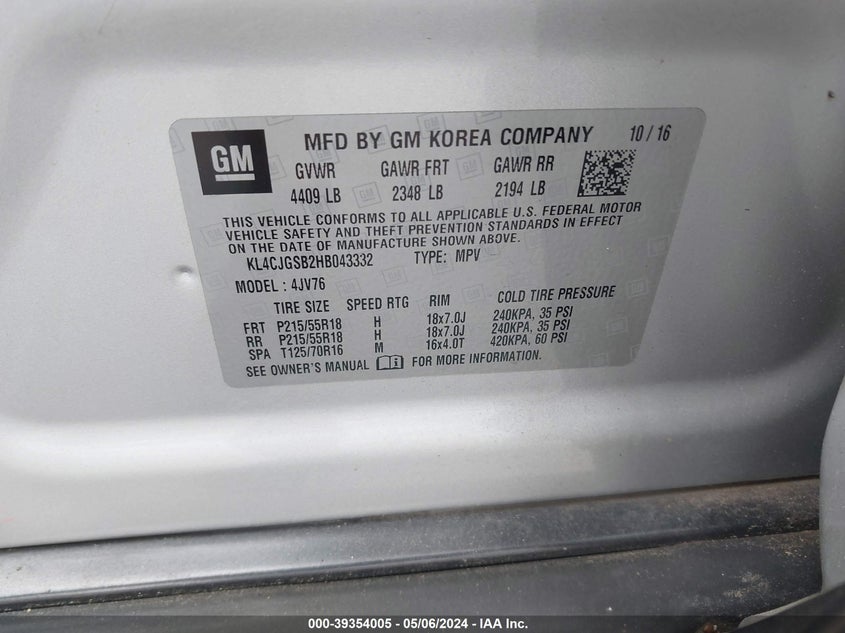 GM
MFD BY GM KOREA COMPANY 10 / 16
GVWR GAWR FRT GAWR RR
4409 LB 2348 LB 2194 LB
THIS VEHICLE CONFORMS TO ALL APPLICABLE U.S. FEDERAL MOTOR
VEHICLE SAFETY AND THEFT PREVENTION STANDARDS IN EFFECT
ON THE DATE OF MANUFACTURE SHOWN ABOVE.
KL4CJGSB2HB043332 TYPE: MPV
MODEL : 4JV76
TIRE SIZE SPEED RTG RIM COLD TIRE PRESSURE
FRT P215/55R18 H 18x7.0J 240KPA, 35 PSI
RR P215/55R18 H 18x7.0J 240KPA, 35 PSI
SPA T125/70R16 M 16x4.0T 420KPA, 60 PSI
SEE OWNER'S MANUAL i FOR MORE INFORMATION.
000-39354005 - 05/06/2024 - IAA Inc.